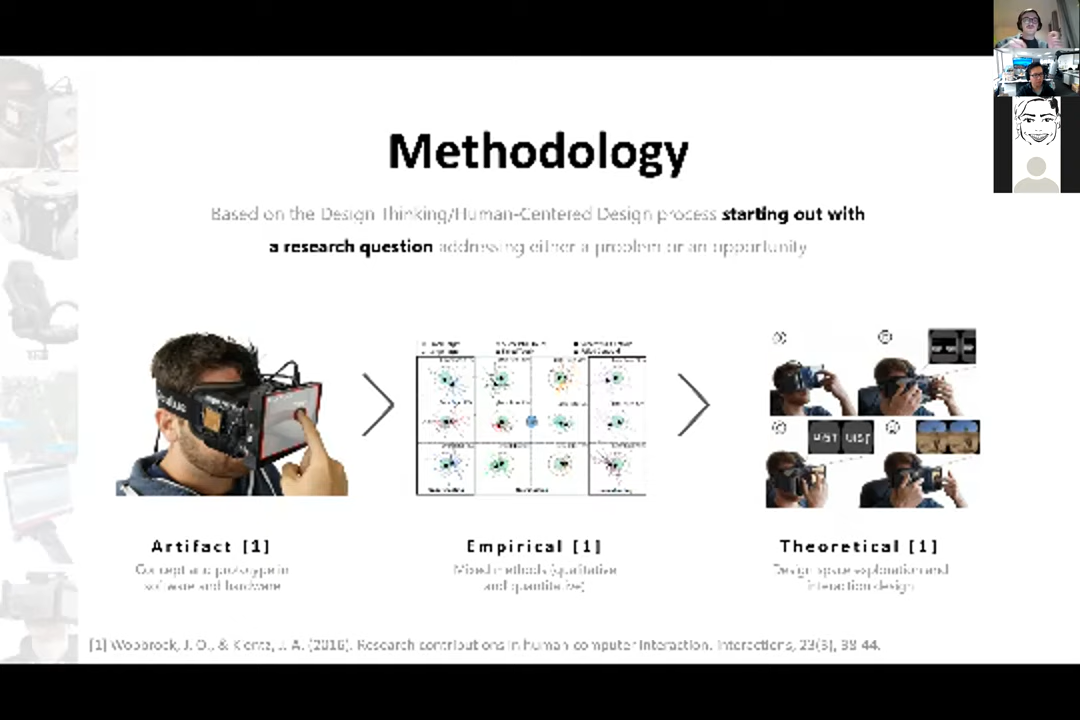 Methodology
Based on the Design Thinking/Human-Centered Design process starting out with
a research question addressing either a problem or an opportunity
Artifact [1] Empirical [1] Theoretical [1]
Concept and prototype in Mixed methods (qualitative Design space exploration and
software and hardware and quantitative) interaction design
[1] Wobbrock, J. O., & Kientz, J. A. (2016). Research contributions in human-computer interaction. interactions, 23(3), 38-44.